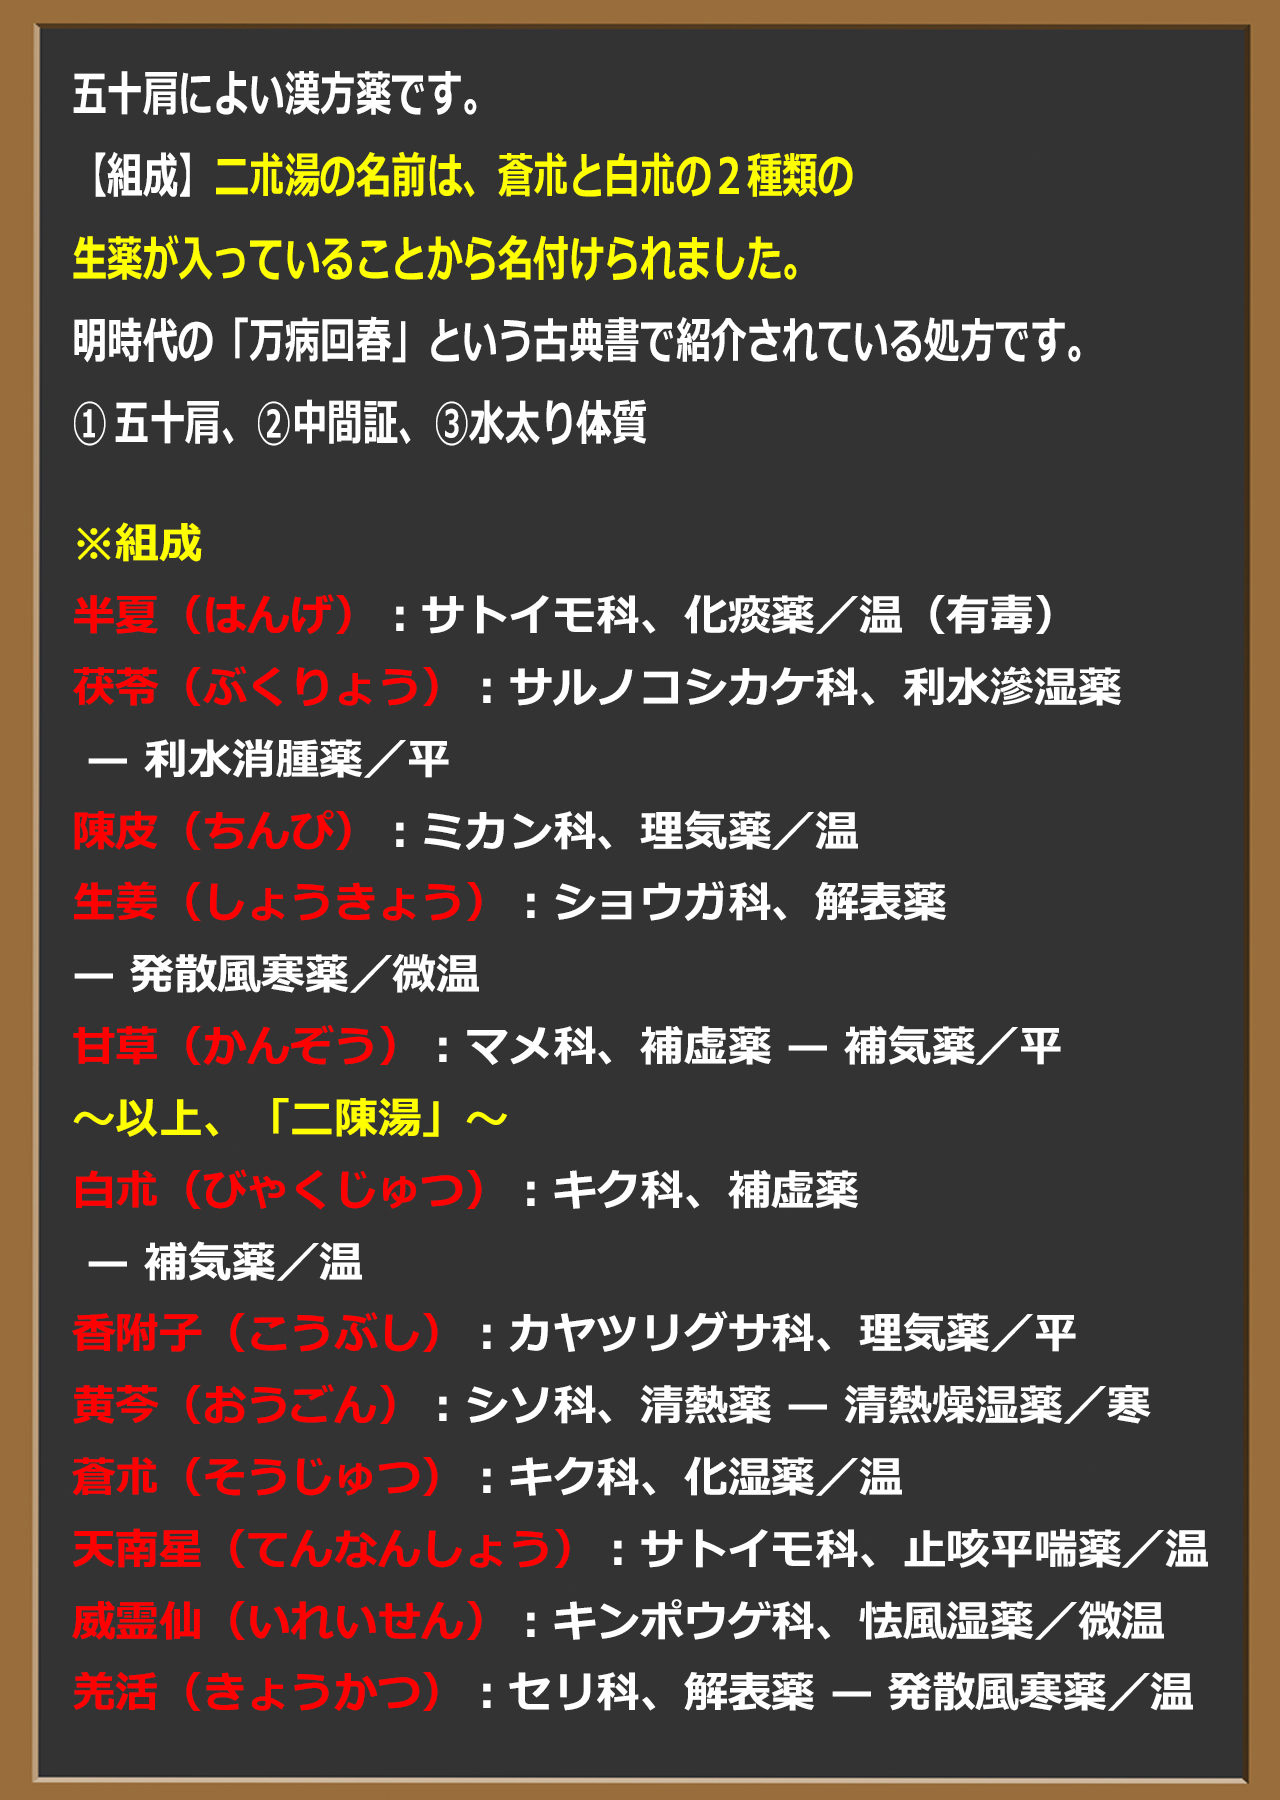 五十肩によい漢方薬です。
【組成】二朮湯の名前は、蒼朮と白朮の２種類の
生薬が入っていることから名付けられました。
明時代の「万病回春」という古典書で紹介されている処方です。
① 五十肩、②中間証、③水太り体質
※組成
半夏（はんげ）：サトイモ科、化痰薬／温（有毒）
茯苓（ぶくりょう）：サルノコシカケ科、利水滲湿薬
― 利水消腫薬／平
陳皮（ちんぴ）：ミカン科、理気薬／温
生姜（しょうきょう）：ショウガ科、解表薬
― 発散風寒薬／微温
甘草（かんぞう）：マメ科、補虚薬 ― 補気薬／平
～以上、「二陳湯」～
白朮（びゃくじゅつ）：キク科、補虚薬
― 補気薬／温
香附子（こうぶし）：カヤツリグサ科、理気薬／平
黄芩（おうごん）：シソ科、清熱薬 ― 清熱燥湿薬／寒
蒼朮（そうじゅつ）：キク科、化湿薬／温
天南星（てんなんしょう）：サトイモ科、止咳平喘薬／温
威霊仙（いれいせん）：キンポウゲ科、怯風湿薬／微温
羌活（きょうかつ）：セリ科、解表薬 ― 発散風寒薬／温